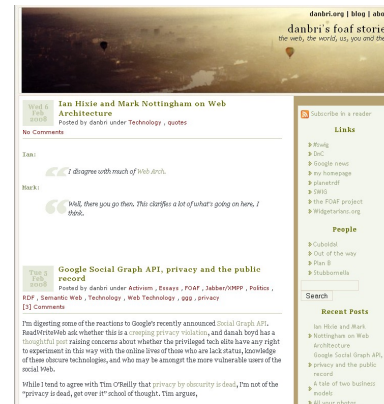 danbri.org | blog | abo
danbri's foaf storie
the web, the world, us, you and the
Wed 6
Feb
2008
Ian Hixie and Mark Nottingham on Web
Architecture
Posted by danbri under Technology , quotes
No Comments
Ian:
I disagree with much of Web Arch.
Mark:
Well, there you go then. This clarifies a lot of what's going on here, I
think.
Tue 5
Feb
2008
Google Social Graph API, privacy and the public
record
Posted by danbri under Activism , Essays , FOAF , Jabber/XMPP , Politics ,
RDF , Semantic Web , Technology , Web Technology , ggg , privacy
[3] Comments
I'm digesting some of the reactions to Google's recently announced Social Graph API.
ReadWriteWeb ask whether this is a creeping privacy violation, and danah boyd has a
thoughtful post raising concerns about whether the privileged tech elite have any right
to experiment in this way with the online lives of those who are lack status, knowledge
of these obscure technologies, and who may be amongst the more vulnerable users of the
social Web.
While I tend to agree with Tim O'Reilly that privacy by obscurity is dead, I'm not of the
"privacy is dead, get over it" school of thought. Tim argues,
Subscribe in a reader
Links
DnC
Google news
my homepage
planetrdf
SWIG
the FOAF project
Widgetarians.org
People
Cuboidal
Out of the way
Plan B
Stubbornella
Search
Recent Posts
Ian Hixie and Mark
Nottingham on Web
Architecture
Google Social Graph API,
privacy and the public
record
A tale of two business
models
All your photos